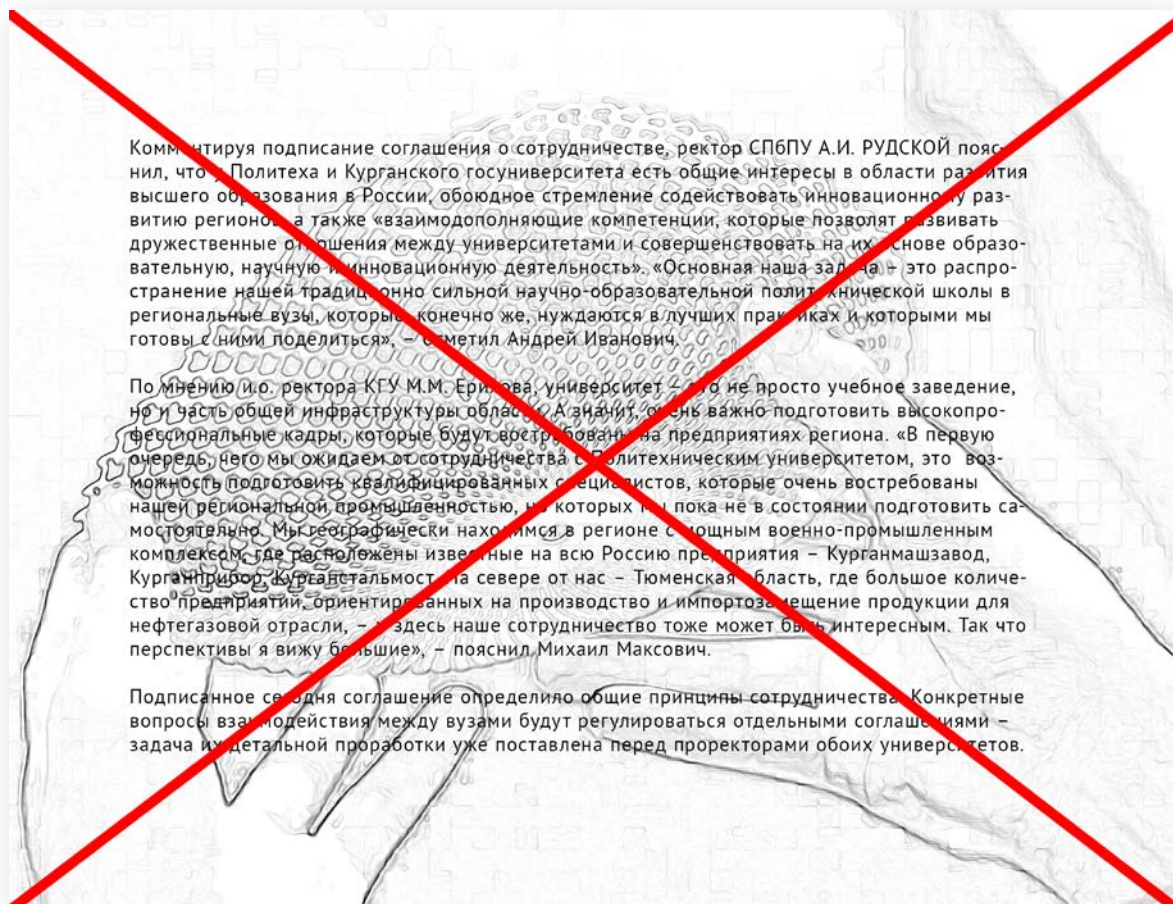 Комментируя подписание соглашения о сотрудничестве, ректор СПбПУ А.И. РУДСКОЙ пояс-
нил, что у Политеха и Курганского госуниверситета есть общие интересы в области развития
высшего образования в России, обоюдное стремление содействовать инновационному раз-
витию регионов, а также «взаимодополняющие компетенции, которые позволят развивать
дружественные отношения между университетами и совершенствовать на их основе образо-
вательную, научную и инновационную деятельность». «Основная наша задача – это распро-
странение нашей традиционно сильной научно-образовательной политехнической школы в
региональные вузы, которые, конечно же, нуждаются в лучших практиках и которыми мы
готовы с ними поделиться», – отметил Андрей Иванович.
По мнению и.о. ректора КГУ М.М. Ерихова, университет – это не просто учебное заведение,
но и часть общей инфраструктуры области. А значит, очень важно подготовить высокопро-
фессиональные кадры, которые будут востребованы на предприятиях региона. «В первую
очередь, чего мы ожидаем от сотрудничества с Политехническим университетом, это воз-
можность подготовить квалифицированных специалистов, которые очень востребованы
нашей региональной промышленностью, но которых мы пока не в состоянии подготовить са-
мостоятельно. Мы географически находимся в регионе с мощным военно-промышленным
комплексом, где расположены известные на всю Россию предприятия – Курганмашзавод,
Курганприбор, Курганстальмост. На севере от нас – Тюменская область, где большое количе-
ство предприятий, ориентированных на производство и импортозамещение продукции для
нефтегазовой отрасли, – и здесь наше сотрудничество тоже может быть интересным. Так что
перспективы я вижу большие», – пояснил Михаил Максович.
Подписанное сегодня соглашение определило общие принципы сотрудничества. Конкретные
вопросы взаимодействия между вузами будут регулироваться отдельными соглашениями –
задача их детальной проработки уже поставлена перед проректорами обоих университетов.